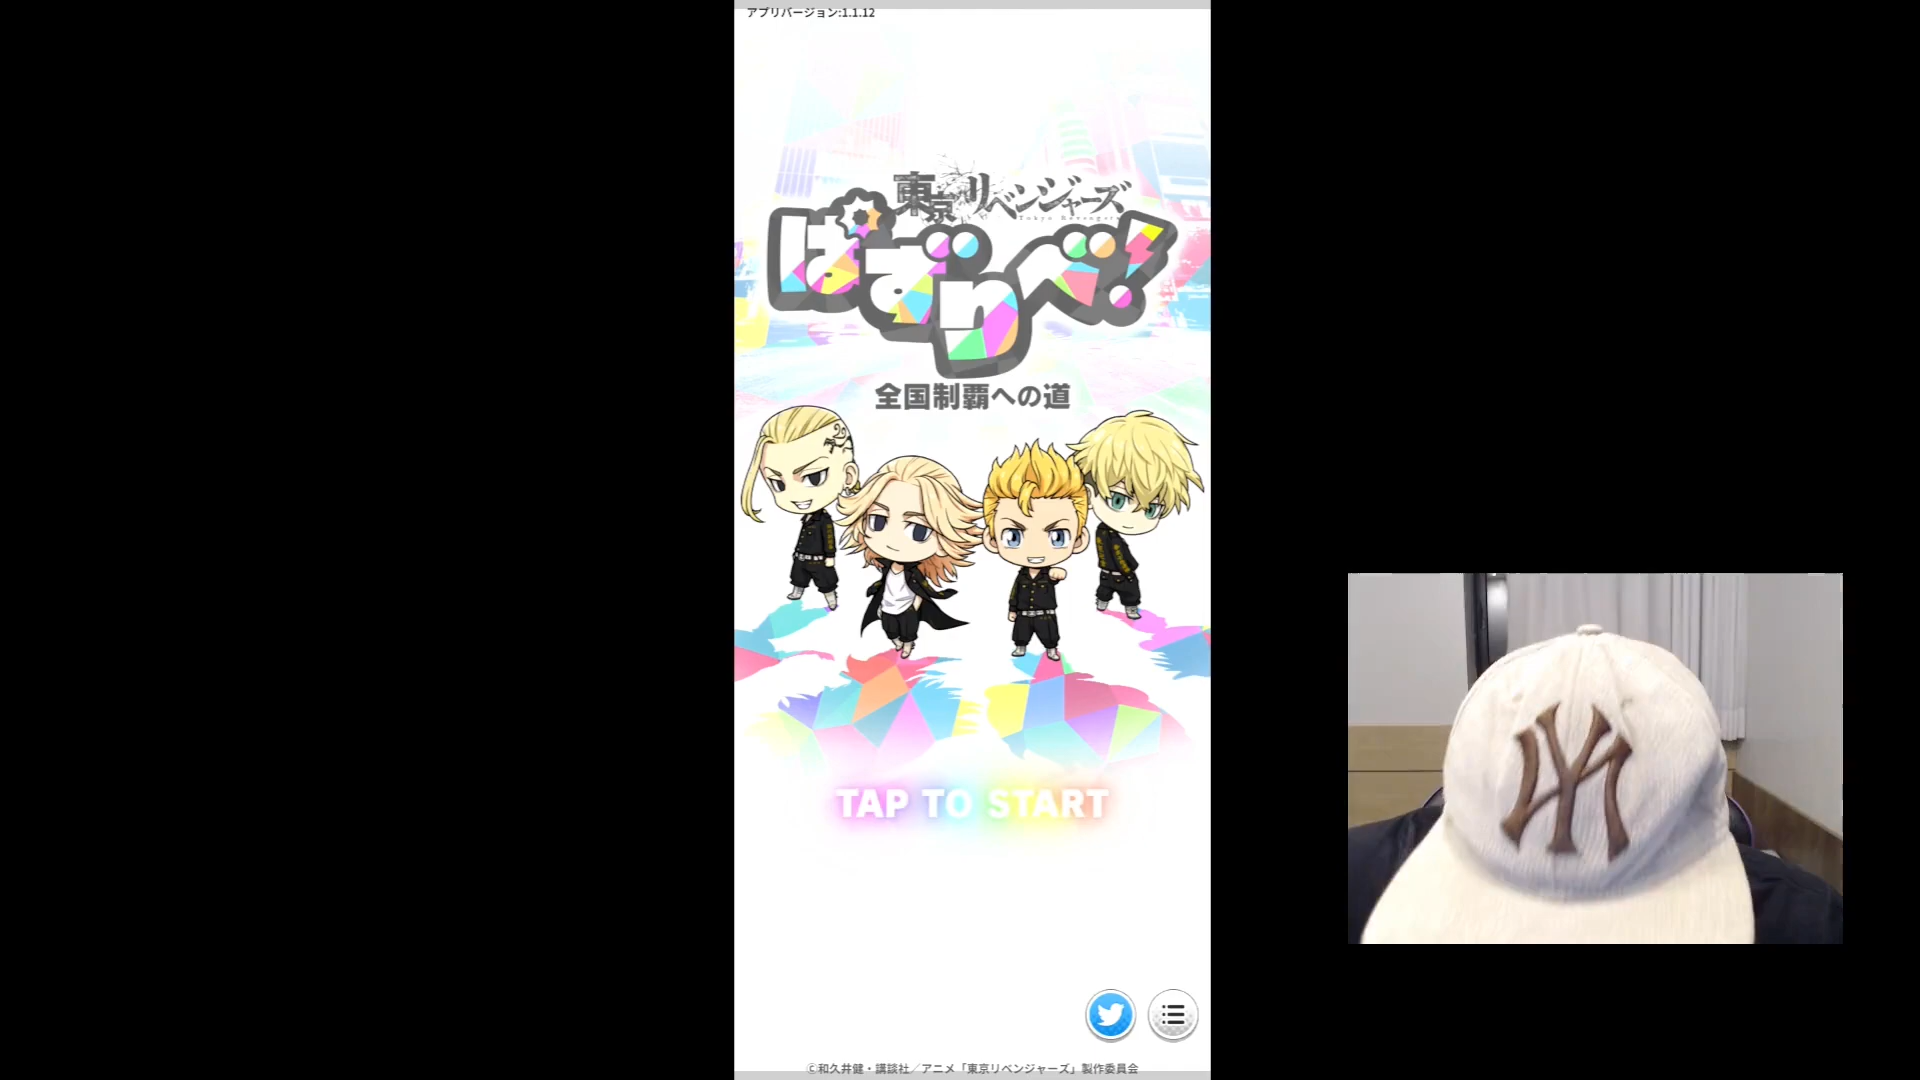 アプリバージョン:1.1.12
東京リベンジャーズ
Tokyo Revengers
ぱずりべ!
全国制覇への道
TAP TO START
©和久井健・講談社／アニメ「東京リベンジャーズ」製作委員会
NY